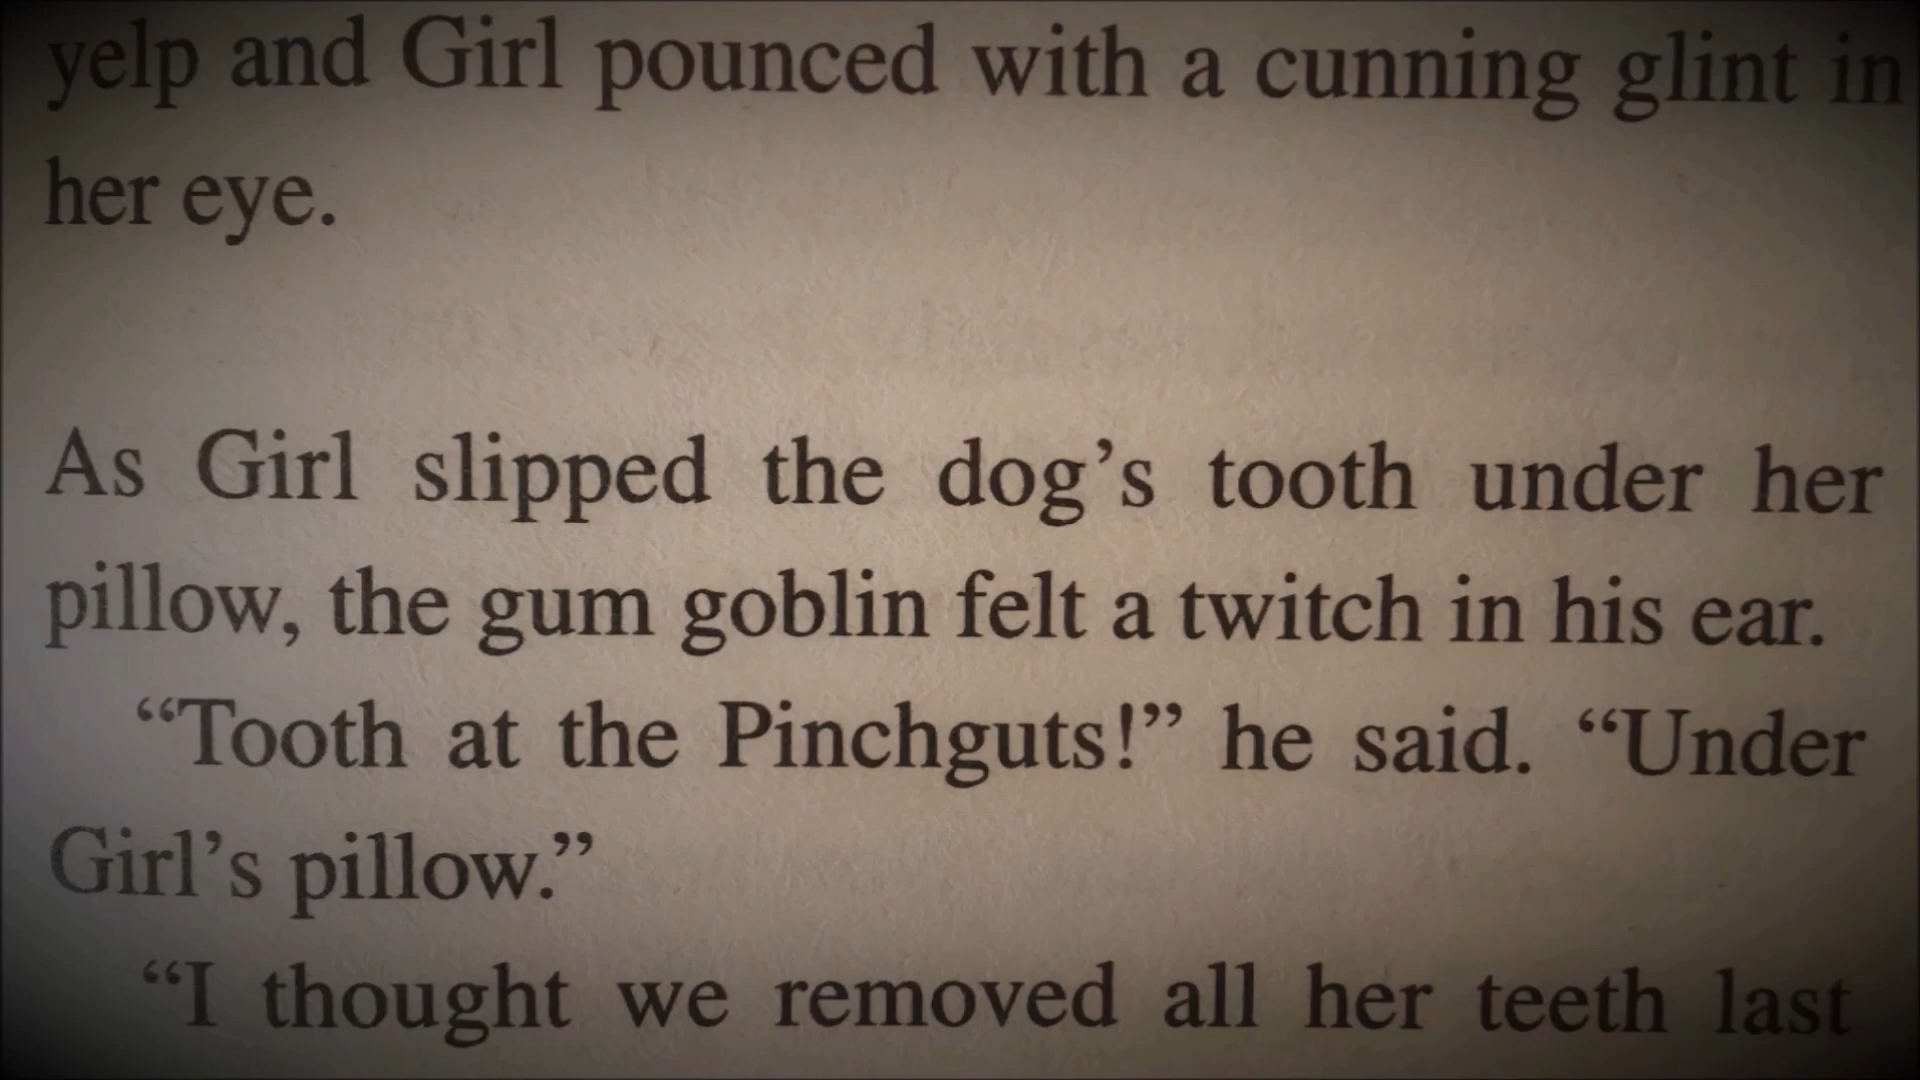 yelp and Girl pounced with a cunning glint in
her eye.
As Girl slipped the dog’s tooth under her
pillow, the gum goblin felt a twitch in his ear.
“Tooth at the Pinchguts!” he said. “Under
Girl’s pillow.”
“I thought we removed all her teeth last